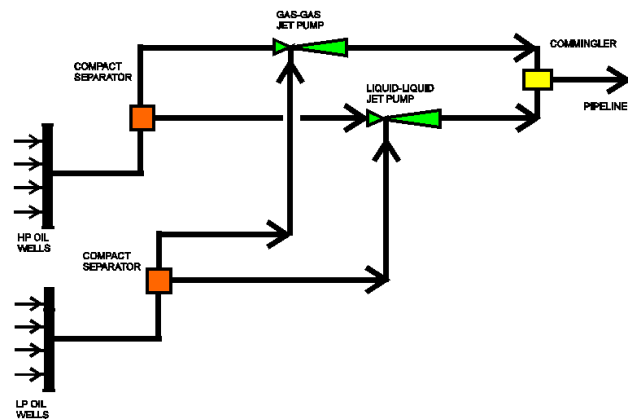 GAS-GAS
JET PUMP
COMMINGLER
COMPACT
SEPARATOR
LIQUID-LIQUID
JET PUMP
PIPELINE
HP OIL
WELLS
COMPACT
SEPARATOR
LP OIL
WELLS